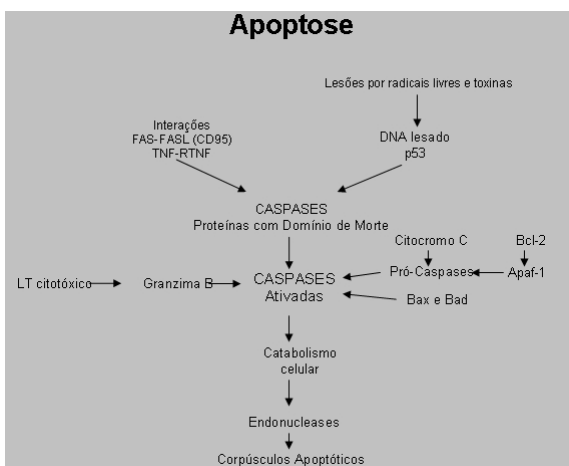 Apoptose
Lesões por radicais livres e toxinas
Interações
FAS-FASL (CD95)
TNF-RTNF
DNA lesado
p53
CASPASES
Proteínas com Domínio de Morte
Citocromo C
Bcl-2
LT citotóxico
Granzima B
CASPASES
Ativadas
Pró-Caspases
Apaf-1
Bax e Bad
Catabolismo
celular
Endonucleases
Corpúsculos Apoptóticos